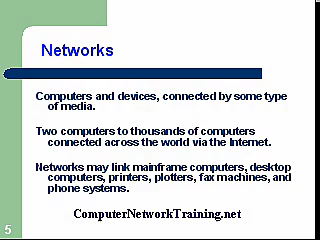 Networks
Computers and devices, connected by some type
of media.
Two computers to thousands of computers
connected across the world via the Internet.
Networks may link mainframe computers, desktop
computers, printers, plotters, fax machines, and
phone systems.
ComputerNetworkTraining.net
5